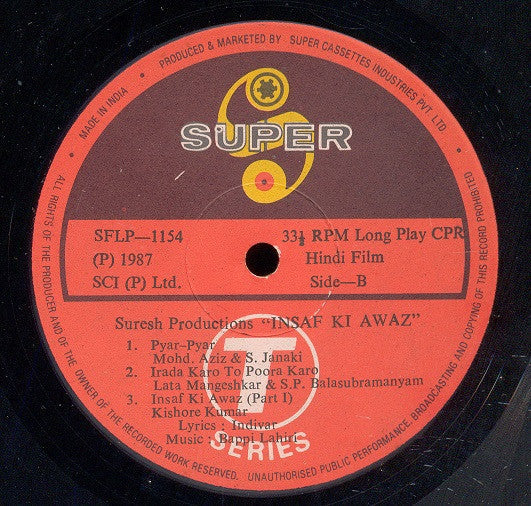 PRODUCED & MARKETED BY SUPER CASSETTES INDUSTRIES PVT. LTD.
MADE IN INDIA
SUPER
SFLP—1154
33⅓ RPM Long Play CPR
(P) 1987
Hindi Film
SCI (P) Ltd.
Side—B
Suresh Productions "INSAF KI AWAZ"
1. Pyar-Pyar
Mohd. Aziz & S. Janaki
2. Irada Karo To Poora Karo
Lata Mangeshkar & S.P. Balasubramanyam
3. Insaf Ki Awaz (Part I)
Kishore Kumar
Lyrics : Indivar
Music : Bappi Lahiri
T
SERIES
ALL RIGHTS OF THE PRODUCER AND OF THE OWNER OF THE RECORDED WORK RESERVED. UNAUTHORISED PUBLIC PERFORMANCE, BROADCASTING AND COPYING OF THIS RECORD PROHIBITED